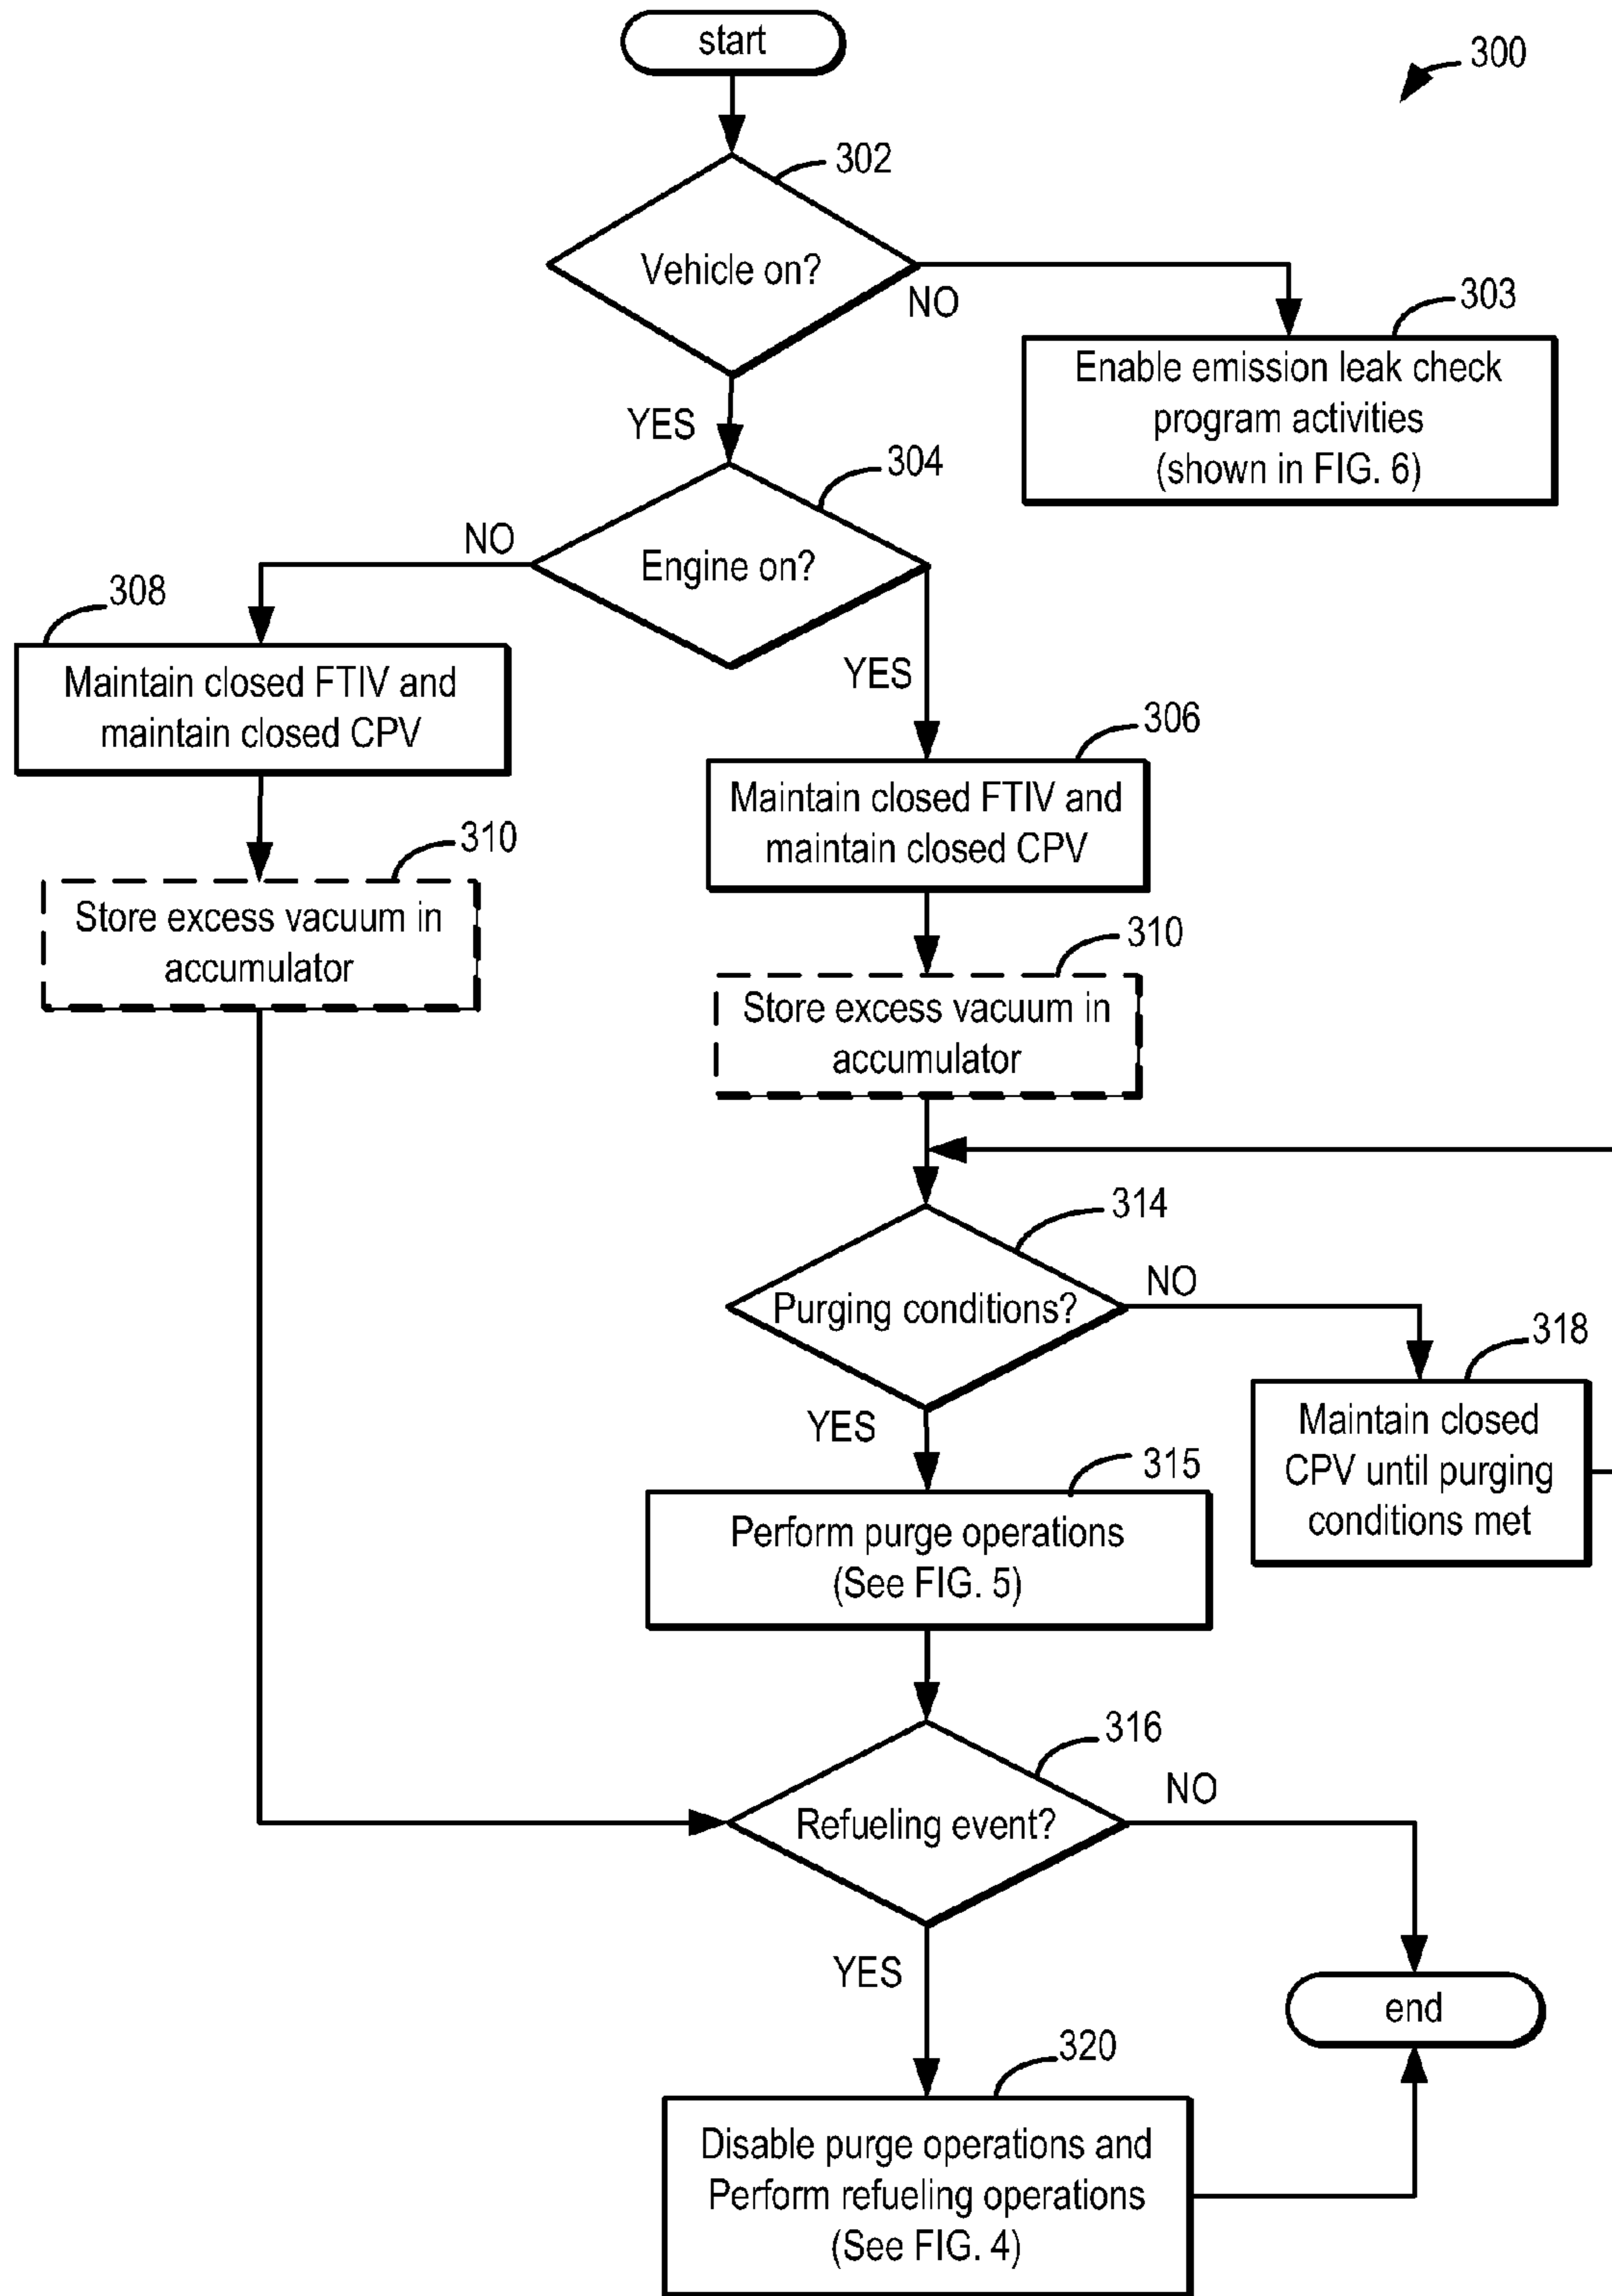 start
300
302
Vehicle on?
NO
303
Enable emission leak check
program activities
(shown in FIG. 6)
YES
304
Engine on?
NO
308
Maintain closed FTIV and
maintain closed CPV
YES
306
Maintain closed FTIV and
maintain closed CPV
310
Store excess vacuum in
accumulator
310
Store excess vacuum in
accumulator
314
Purging conditions?
NO
318
Maintain closed
CPV until purging
conditions met
YES
315
Perform purge operations
(See FIG. 5)
316
Refueling event?
NO
YES
end
320
Disable purge operations and
Perform refueling operations
(See FIG. 4)